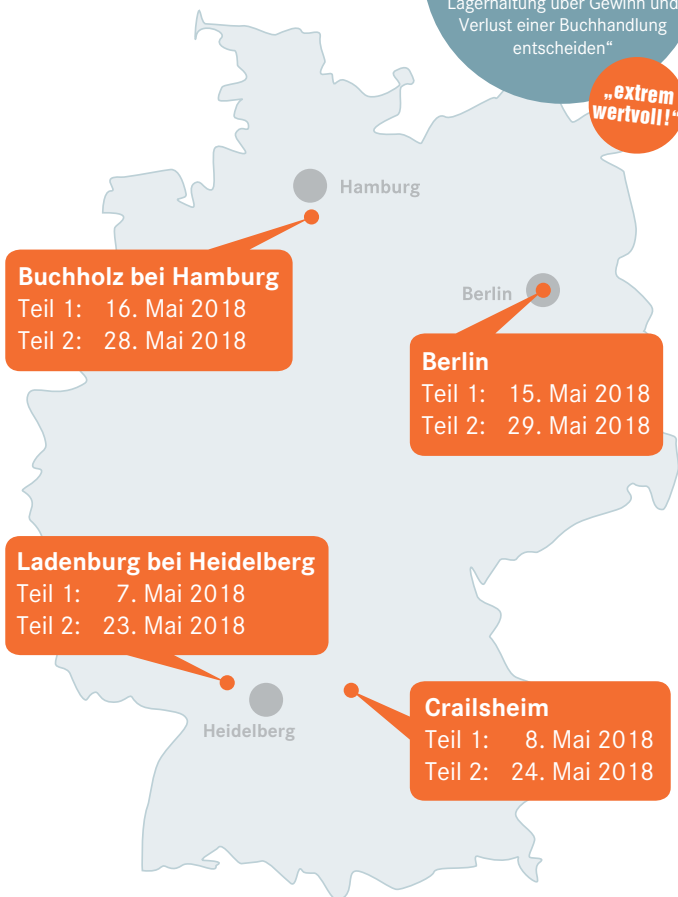 Lagerhaltung über Gewinn und
Verlust einer Buchhandlung
entscheiden“
„extrem
wertvoll!“
Hamburg
Buchholz bei Hamburg
Teil 1: 16. Mai 2018
Teil 2: 28. Mai 2018
Berlin
Berlin
Teil 1: 15. Mai 2018
Teil 2: 29. Mai 2018
Ladenburg bei Heidelberg
Teil 1: 7. Mai 2018
Teil 2: 23. Mai 2018
Heidelberg
Crailsheim
Teil 1: 8. Mai 2018
Teil 2: 24. Mai 2018